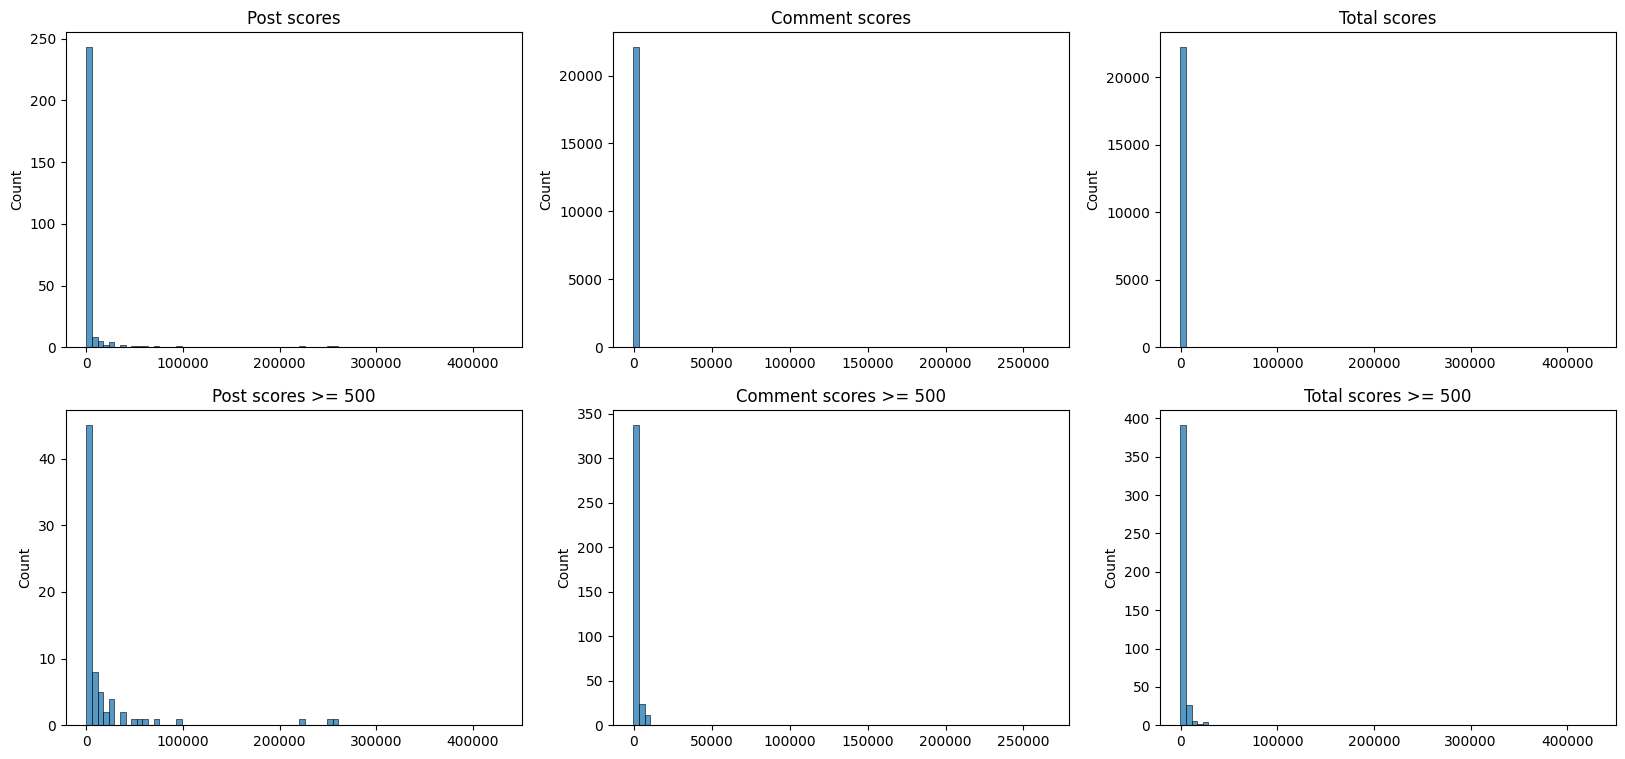 Post scores
Comment scores
Total scores
Count
250
200
150
100
50
0
0 100000 200000 300000 400000
Count
20000
15000
10000
5000
0
0 50000 100000 150000 200000 250000
Count
20000
15000
10000
5000
0
0 100000 200000 300000 400000
Post scores >= 500
Comment scores >= 500
Total scores >= 500
Count
40
30
20
10
0
0 100000 200000 300000 400000
Count
350
300
250
200
150
100
50
0
0 50000 100000 150000 200000 250000
Count
400
350
300
250
200
150
100
50
0
0 100000 200000 300000 400000